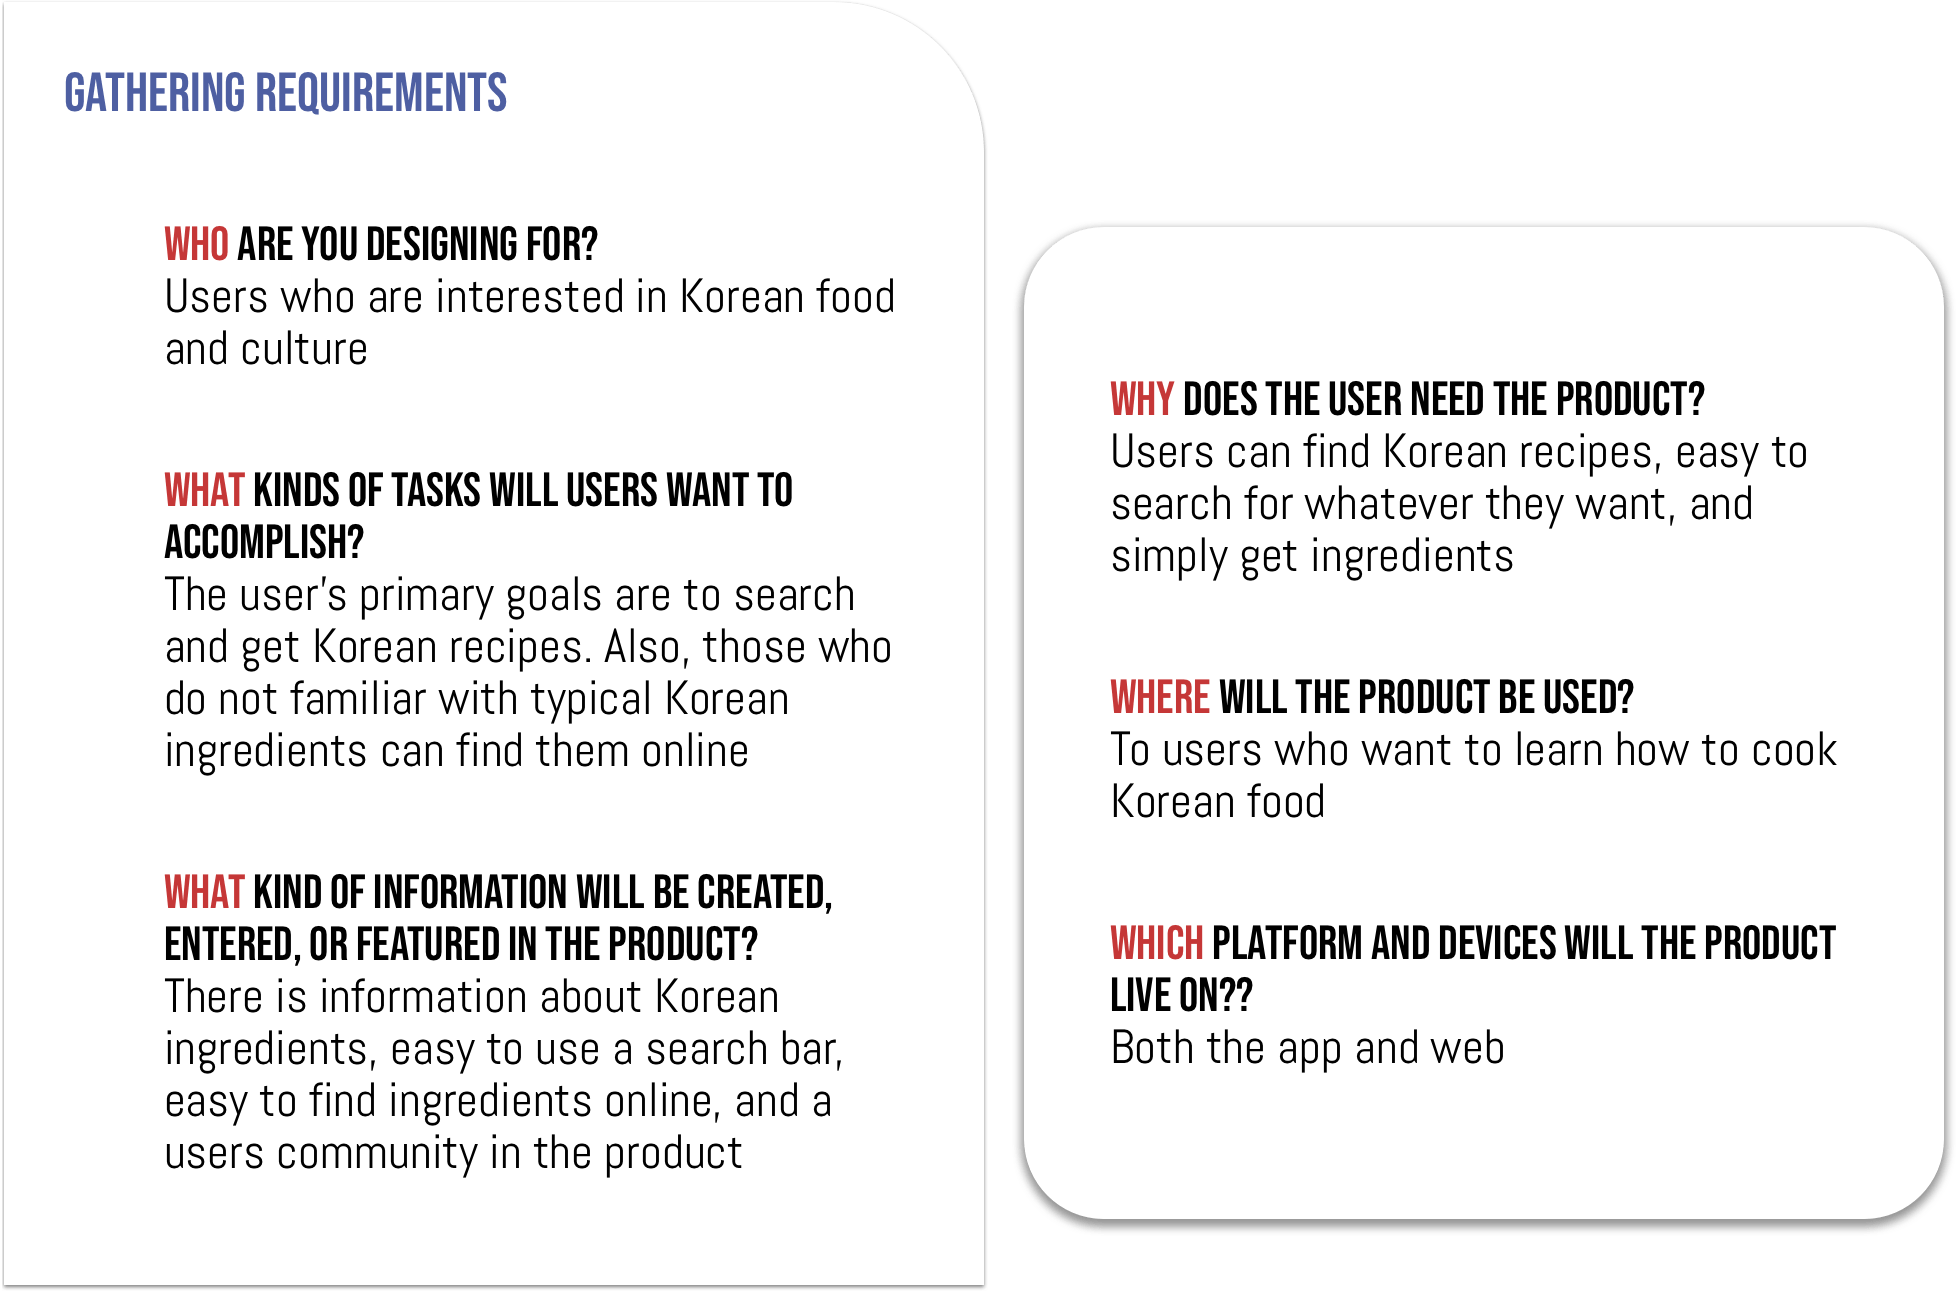 GATHERING REQUIREMENTS
WHO ARE YOU DESIGNING FOR?
Users who are interested in Korean food
and culture
WHAT KINDS OF TASKS WILL USERS WANT TO
ACCOMPLISH?
The user's primary goals are to search
and get Korean recipes. Also, those who
do not familiar with typical Korean
ingredients can find them online
WHAT KIND OF INFORMATION WILL BE CREATED,
ENTERED, OR FEATURED IN THE PRODUCT?
There is information about Korean
ingredients, easy to use a search bar,
easy to find ingredients online, and a
users community in the product
WHY DOES THE USER NEED THE PRODUCT?
Users can find Korean recipes, easy to
search for whatever they want, and
simply get ingredients
WHERE WILL THE PRODUCT BE USED?
To users who want to learn how to cook
Korean food
WHICH PLATFORM AND DEVICES WILL THE PRODUCT
LIVE ON??
Both the app and web